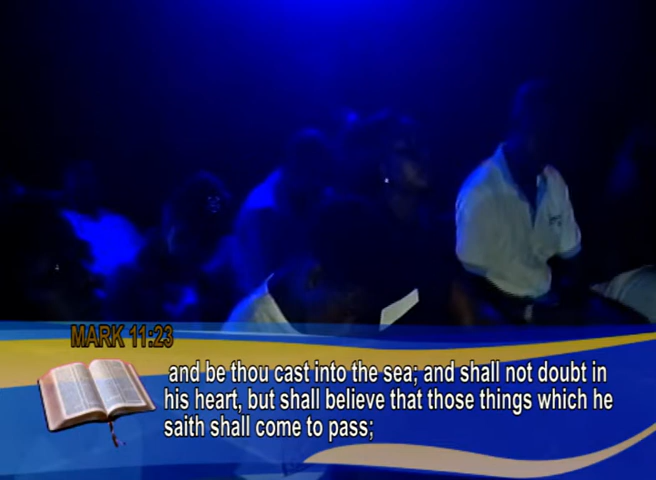 MARK 11:23
and be thou cast into the sea; and shall not doubt in
his heart, but shall believe that those things which he
saith shall come to pass;